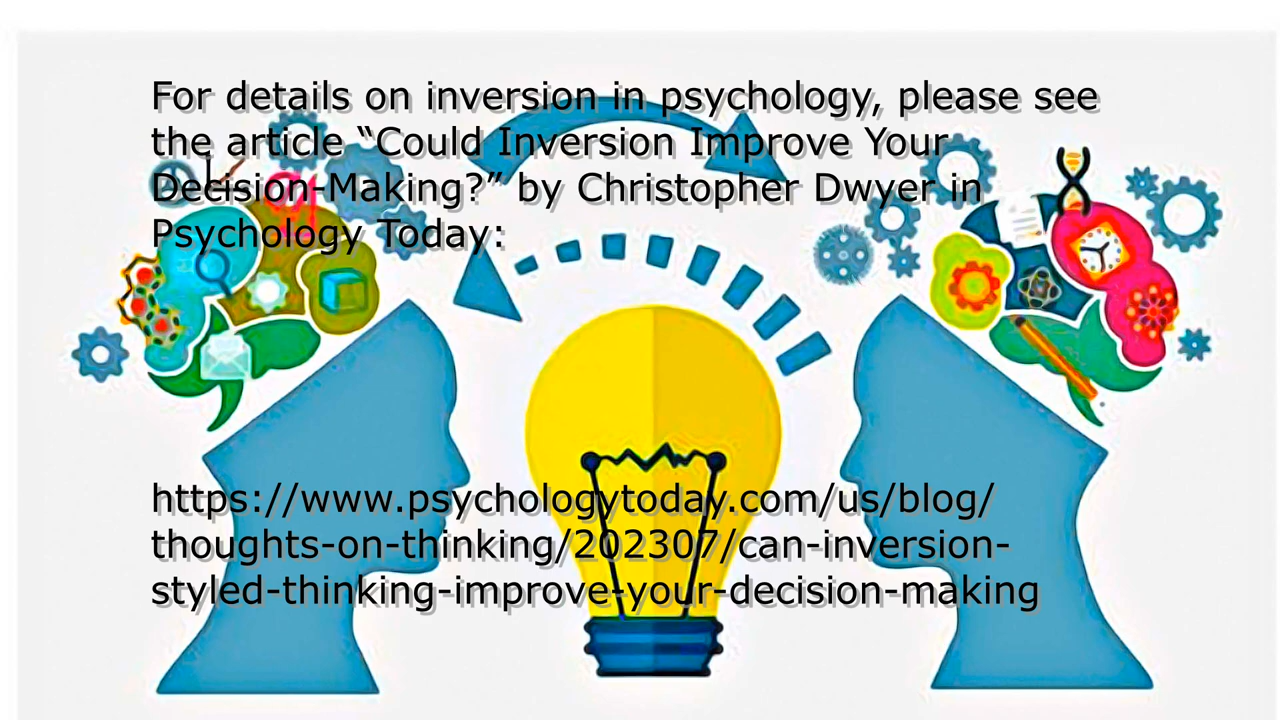 For details on inversion in psychology, please see
the article “Could Inversion Improve Your
Decision-Making?” by Christopher Dwyer in
Psychology Today:
https://www.psychologytoday.com/us/blog/
thoughts-on-thinking/202307/can-inversion-
styled-thinking-improve-your-decision-making